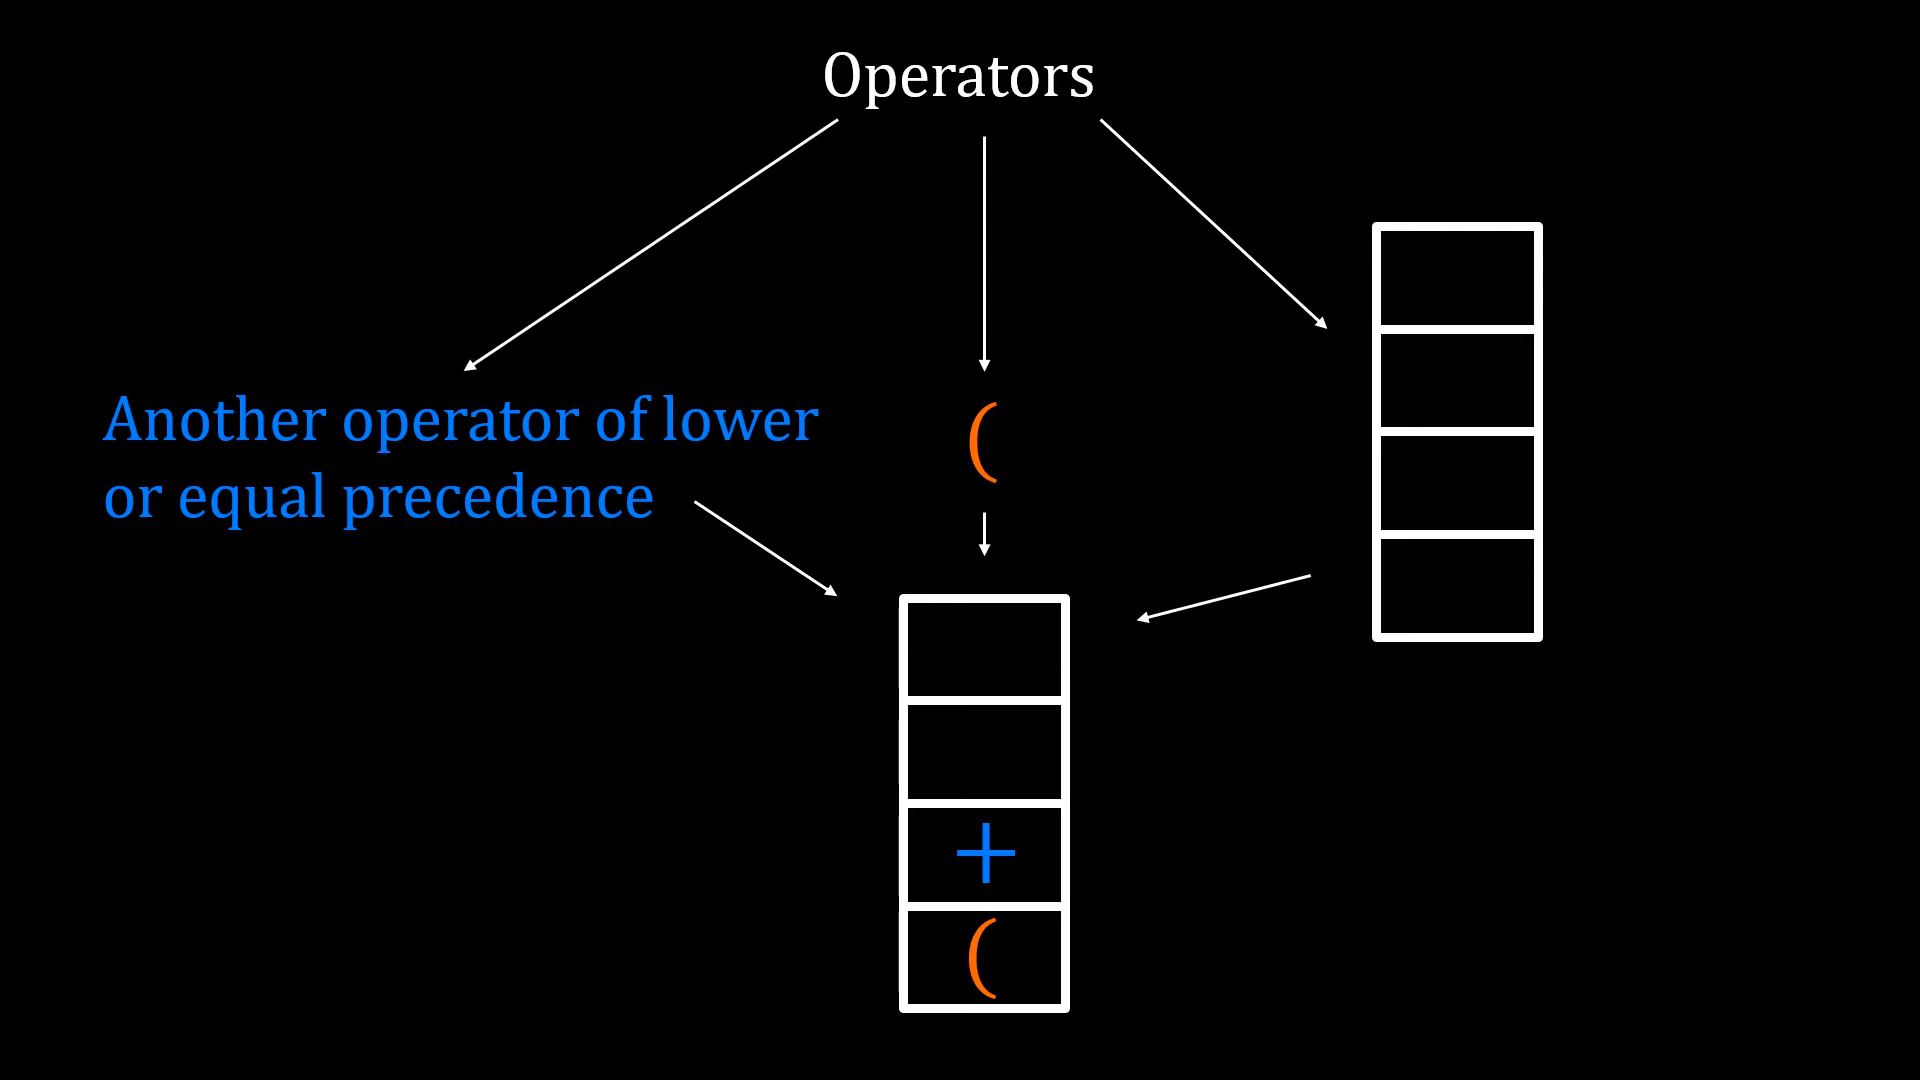 Operators
Another operator of lower
or equal precedence
(
+
(